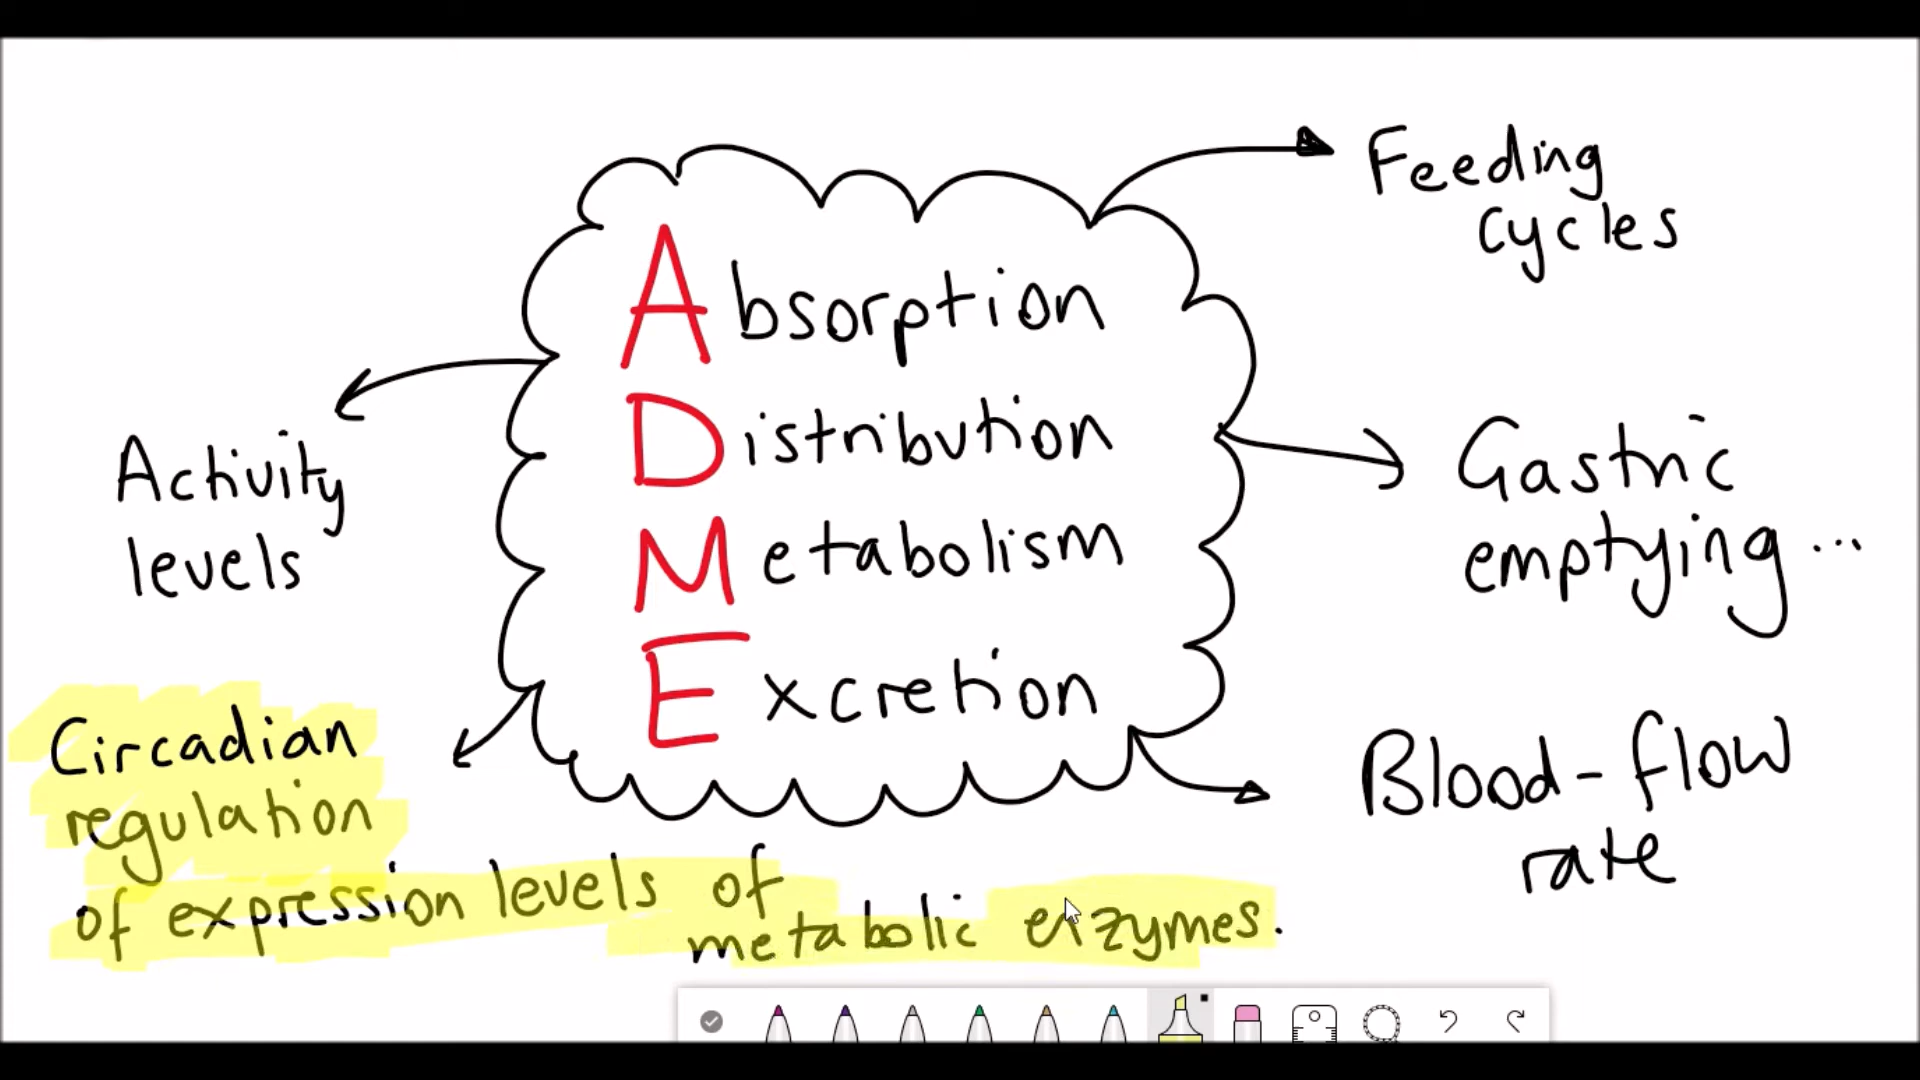 Feeding
cycles
Absorption
Distribution
Metabolism
Excretion
Activity
levels
Gastric
emptying...
Circadian
regulation
of expression levels of
metabolic enzymes.
Blood-flow
rate